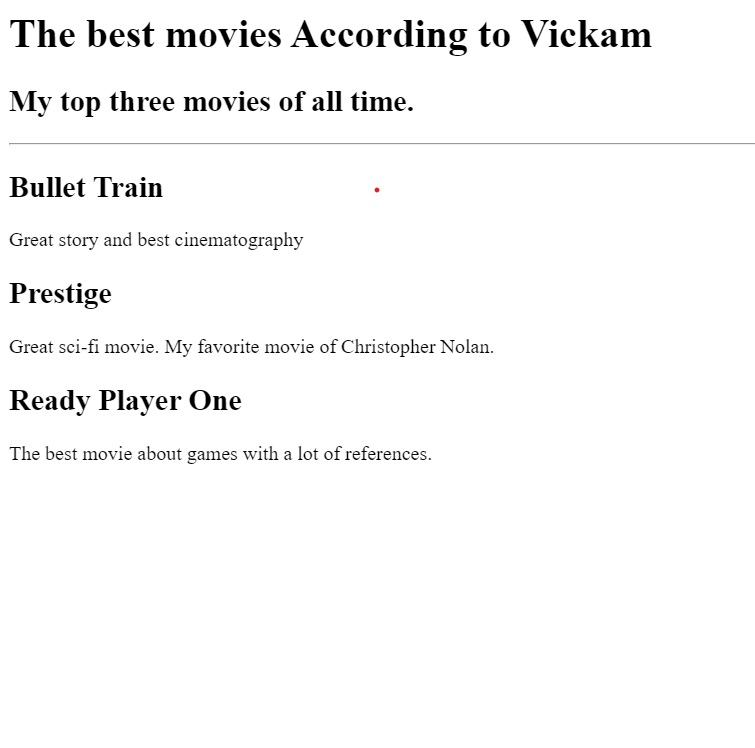 The best movies According to Vickam
My top three movies of all time.
Bullet Train
Great story and best cinematography
Prestige
Great sci-fi movie. My favorite movie of Christopher Nolan.
Ready Player One
The best movie about games with a lot of references.